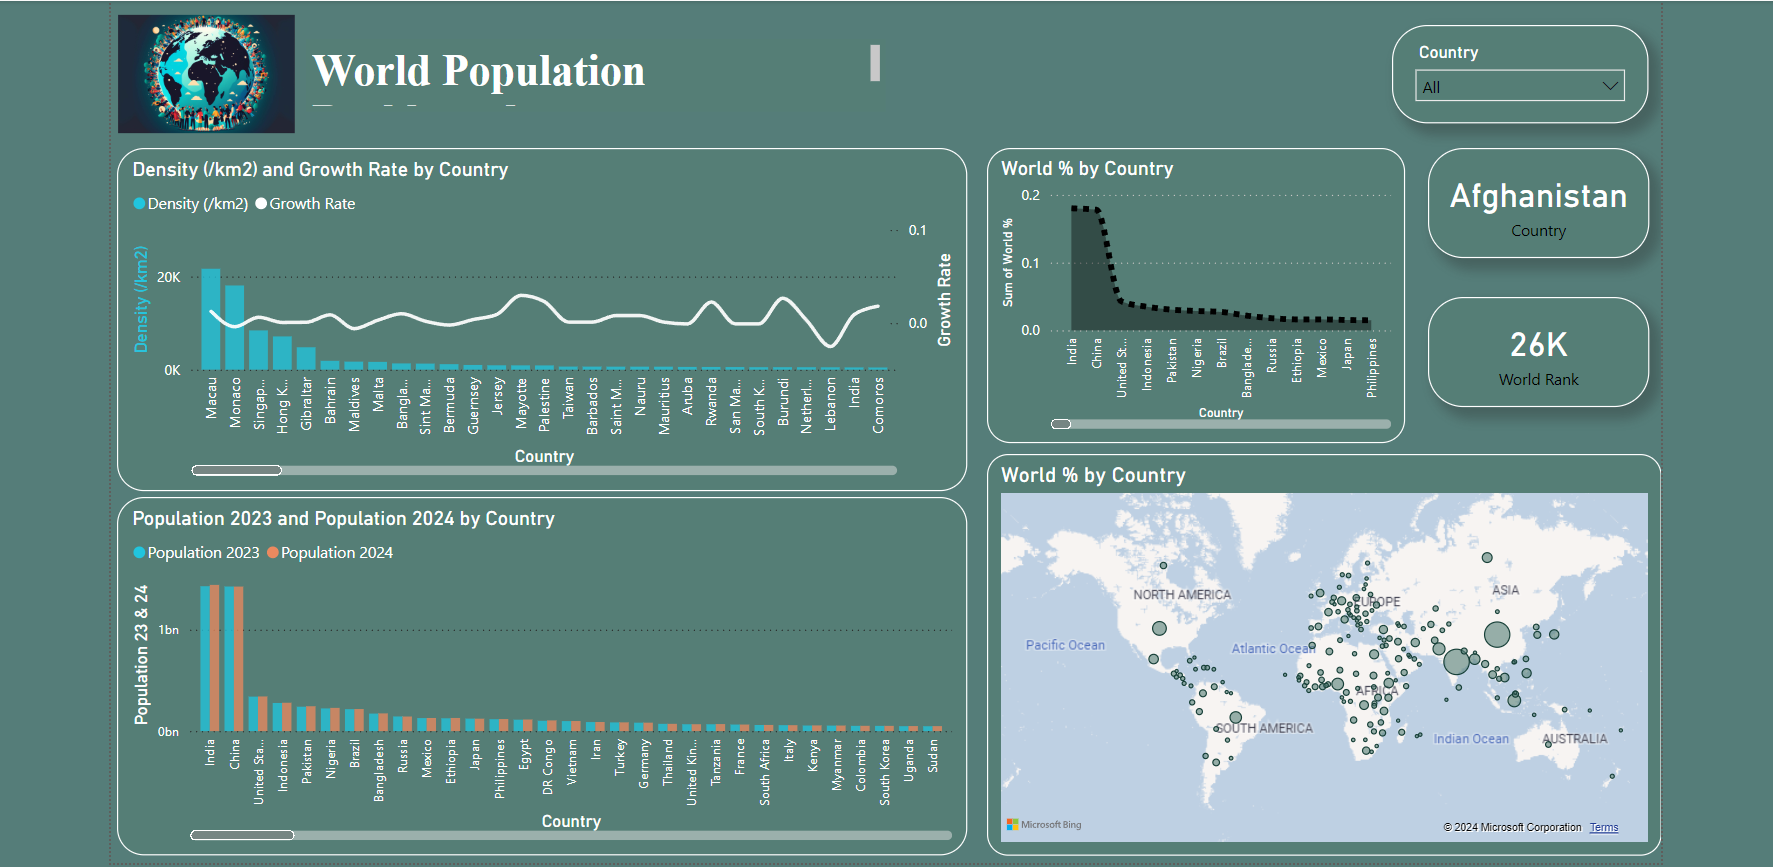 World Population
Country
All
Density (/km2) and Growth Rate by Country
Density (/km2) Growth Rate
Density (/km2)
20K
0K
0.1
0.0
Growth Rate
Macau
Monaco
Singap...
Hong K...
Gibraltar
Bahrain
Maldives
Malta
Bangla...
Sint Ma...
Bermuda
Guernsey
Jersey
Mayotte
Palestine
Taiwan
Barbados
Saint M...
Nauru
Mauritius
Aruba
Rwanda
San Ma...
South K...
Burundi
Netherl...
Lebanon
India
Comoros
Country
World % by Country
Sum of World %
0.2
0.1
0.0
India
China
United St...
Indonesia
Pakistan
Nigeria
Brazil
Banglade...
Russia
Ethiopia
Mexico
Japan
Philippines
Country
Afghanistan
Country
26K
World Rank
Population 2023 and Population 2024 by Country
Population 2023 Population 2024
Population 23 & 24
1bn
0bn
India
China
United Sta...
Indonesia
Pakistan
Nigeria
Brazil
Bangladesh
Russia
Mexico
Ethiopia
Japan
Philippines
Egypt
DR Congo
Vietnam
Iran
Turkey
Germany
Thailand
United Kin...
Tanzania
France
South Africa
Italy
Kenya
Myanmar
Colombia
South Korea
Uganda
Sudan
Country
World % by Country
NORTH AMERICA
EUROPE
ASIA
Pacific Ocean
Atlantic Ocean
AFRICA
SOUTH AMERICA
Indian Ocean
AUSTRALIA
Microsoft Bing
© 2024 Microsoft Corporation Terms